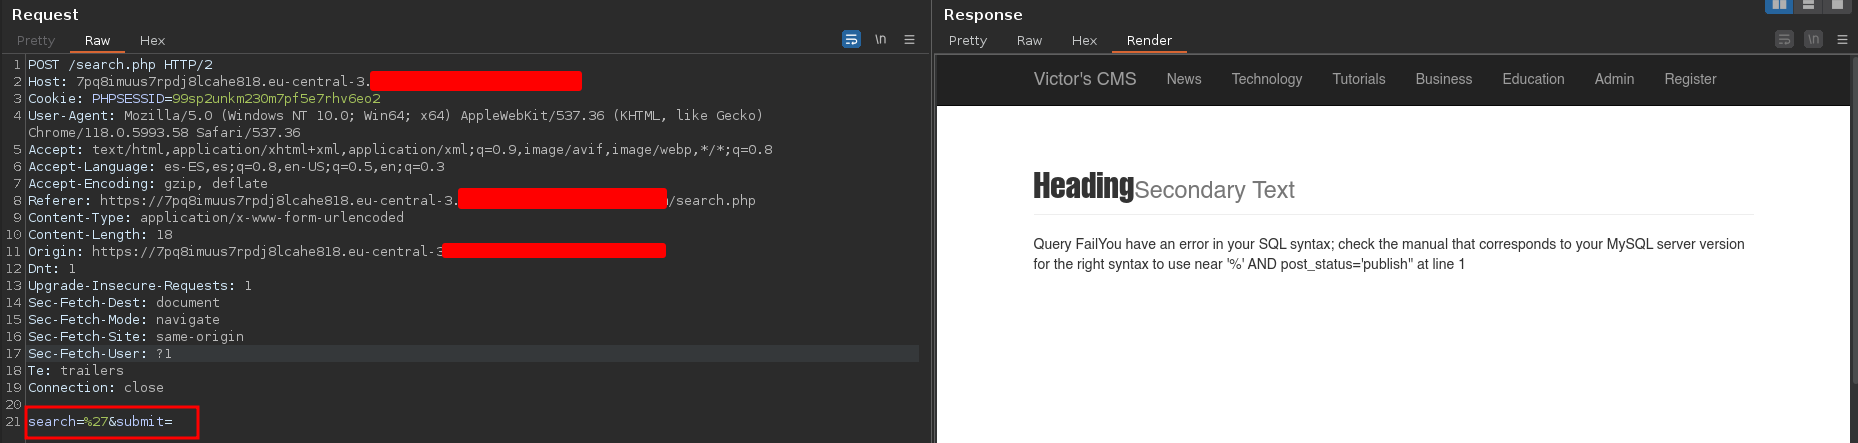 Request
Pretty Raw Hex
\n
1 POST /search.php HTTP/2
2 Host: 7pq8imuus7rpdj8lcahe818.eu-central-3.
3 Cookie: PHPSESSID=99sp2unkm230m7pf5e7rhv6eo2
4 User-Agent: Mozilla/5.0 (Windows NT 10.0; Win64; x64) AppleWebKit/537.36 (KHTML, like Gecko)
Chrome/118.0.5993.58 Safari/537.36
5 Accept: text/html,application/xhtml+xml,application/xml;q=0.9,image/avif,image/webp,*/*;q=0.8
6 Accept-Language: es-ES,es;q=0.8,en-US;q=0.5,en;q=0.3
7 Accept-Encoding: gzip, deflate
8 Referer: https://7pq8imuus7rpdj8lcahe818.eu-central-3. /search.php
9 Content-Type: application/x-www-form-urlencoded
10 Content-Length: 18
11 Origin: https://7pq8imuus7rpdj8lcahe818.eu-central-3
12 Dnt: 1
13 Upgrade-Insecure-Requests: 1
14 Sec-Fetch-Dest: document
15 Sec-Fetch-Mode: navigate
16 Sec-Fetch-Site: same-origin
17 Sec-Fetch-User: ?1
18 Te: trailers
19 Connection: close
20
21 search=%27&submit=
Response
Pretty Raw Hex Render
\n
Victor's CMS News Technology Tutorials Business Education Admin Register
Heading Secondary Text
Query FailYou have an error in your SQL syntax; check the manual that corresponds to your MySQL server version
for the right syntax to use near '%' AND post_status='publish'' at line 1